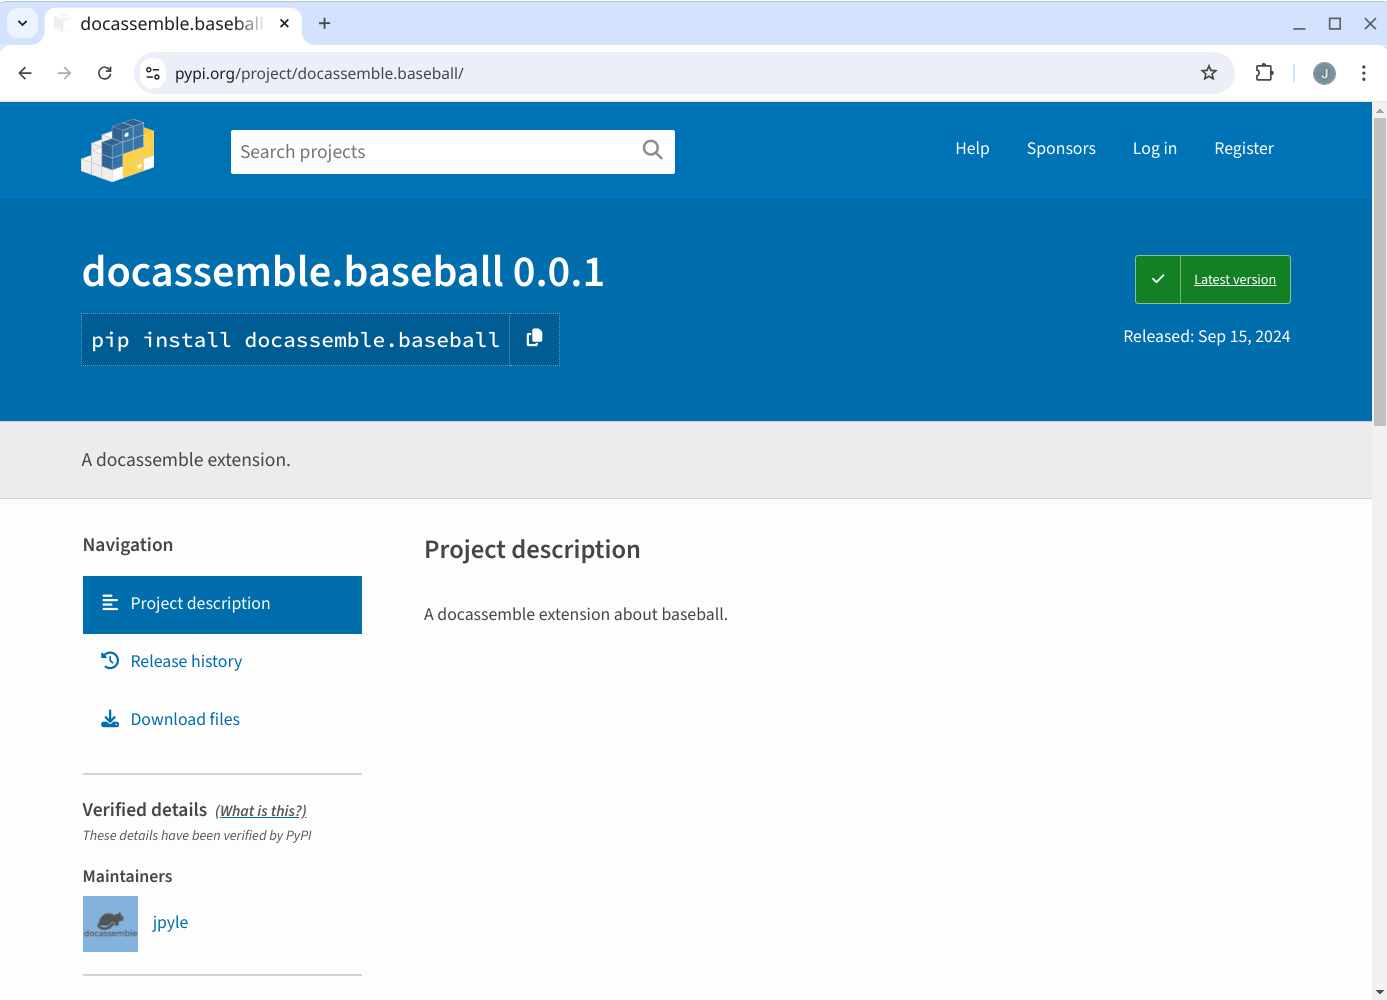 docassemble.baseball
pypi.org/project/docassemble.baseball/
J
Search projects
Help Sponsors Log in Register
docassemble.baseball 0.0.1
pip install docassemble.baseball
Latest version
Released: Sep 15, 2024
A docassemble extension.
Navigation
Project description
Release history
Download files
Project description
A docassemble extension about baseball.
Verified details (What is this?)
These details have been verified by PyPI
Maintainers
docassemble
jpyle